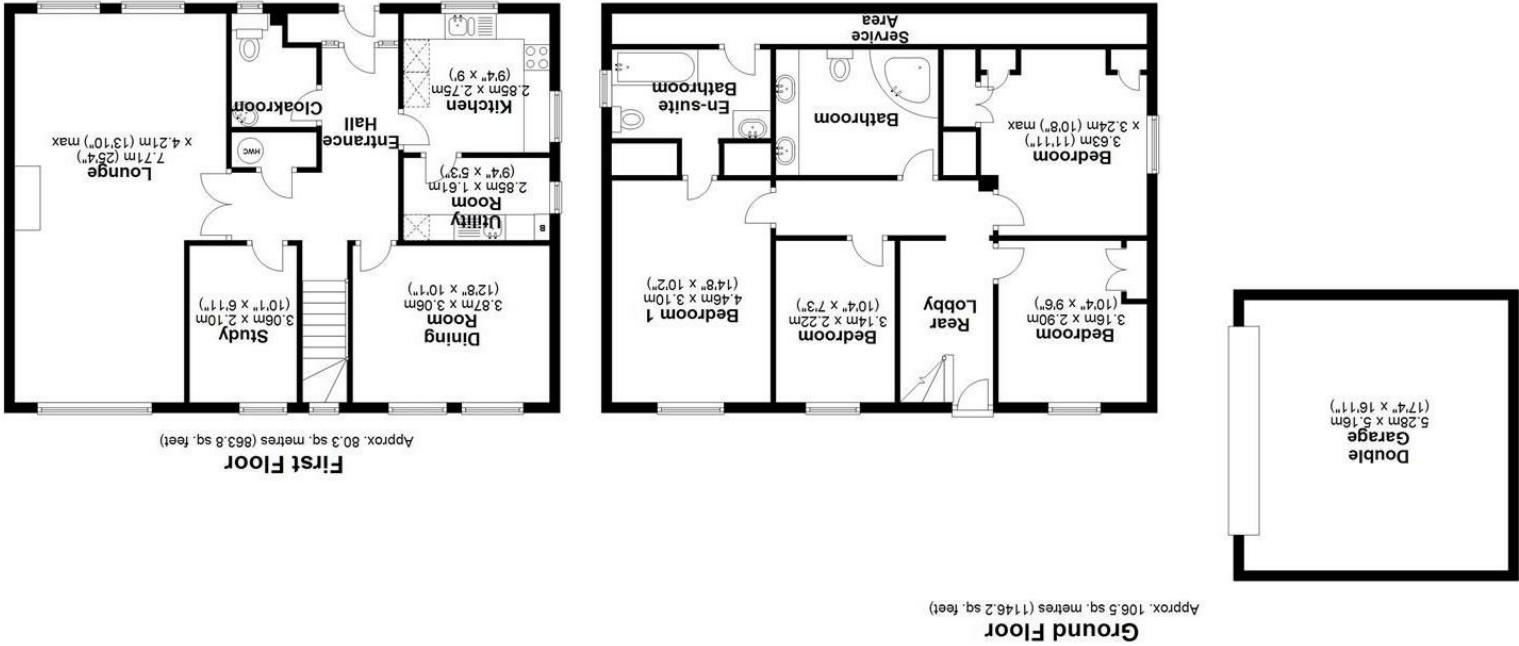 Ground Floor
Approx. 106.5 sq. metres (1146.2 sq. feet)
Double
Garage
5.28m x 5.16m
(17'4" x 16'11")
Bedroom
3.16m x 2.90m
(10'4" x 9'6")
Rear
Lobby
Bedroom
3.14m x 2.22m
(10'4" x 7'3")
Bedroom 1
4.46m x 3.10m
(14'8" x 10'2")
Bedroom
3.63m (11'11")
x 3.24m (10'8") max
Bathroom
En-suite
Bathroom
Service
Area
First Floor
Approx. 80.3 sq. metres (863.8 sq. feet)
Dining
Room
3.87m x 3.06m
(12'8" x 10'1")
Study
3.06m x 2.10m
(10'1" x 6'11")
Utility
Room
2.85m x 1.61m
(9'4" x 5'3")
B
Lounge
7.71m (25'4")
x 4.21m (13'10") max
HWC
Entrance
Hall
Kitchen
2.85m x 2.75m
(9'4" x 9')
Cloakroom